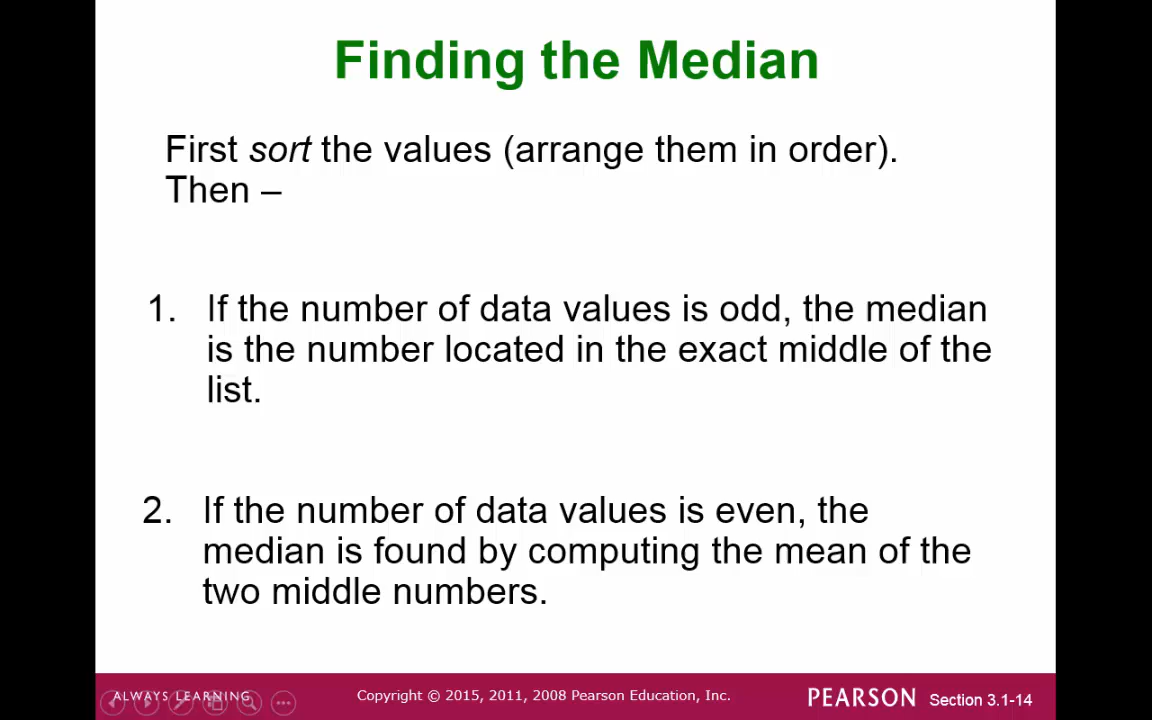 Finding the Median
First sort the values (arrange them in order).
Then –
1. If the number of data values is odd, the median
is the number located in the exact middle of the
list.
2. If the number of data values is even, the
median is found by computing the mean of the
two middle numbers.
ALWAYS LEARNING
Copyright © 2015, 2011, 2008 Pearson Education, Inc.
PEARSON
Section 3.1-14